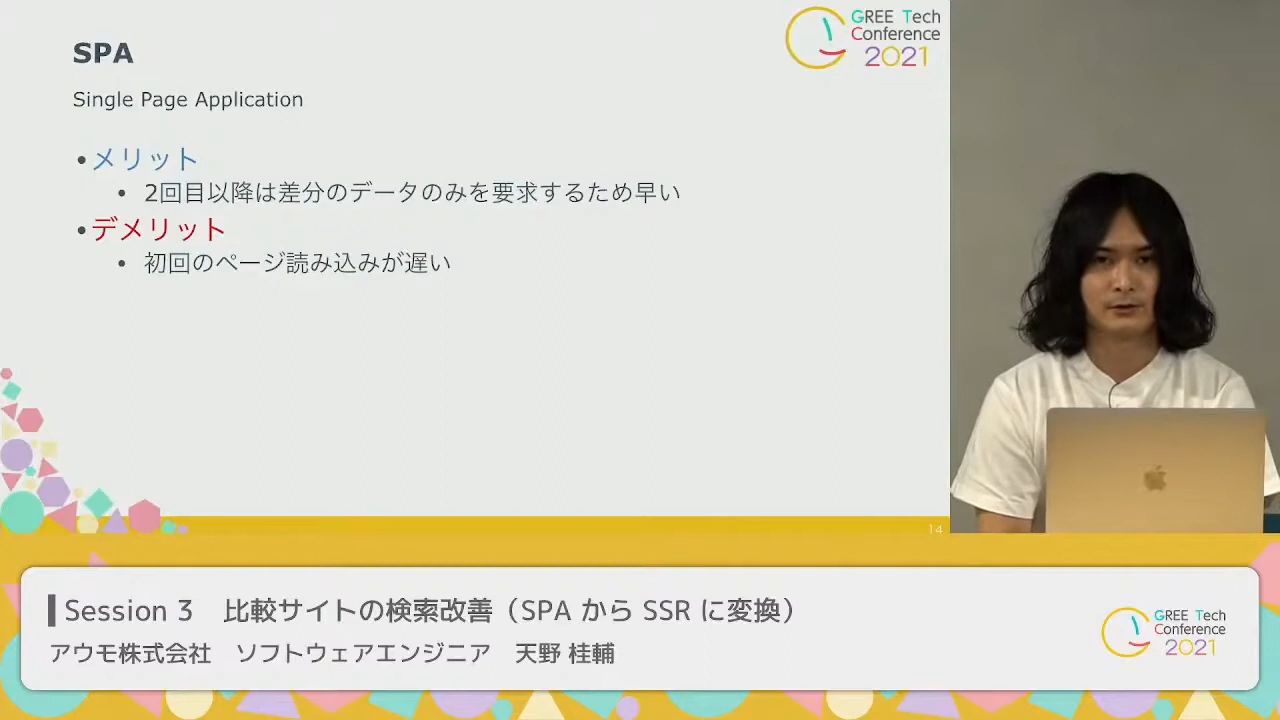 SPA
GREE Tech
Conference
2021
Single Page Application
•メリット
• 2回目以降は差分のデータのみを要求するため早い
•デメリット
• 初回のページ読み込みが遅い
14
Session 3 比較サイトの検索改善（SPA から SSR に変換）
アウモ株式会社 ソフトウェアエンジニア 天野 桂輔
GREE Tech
Conference
2021